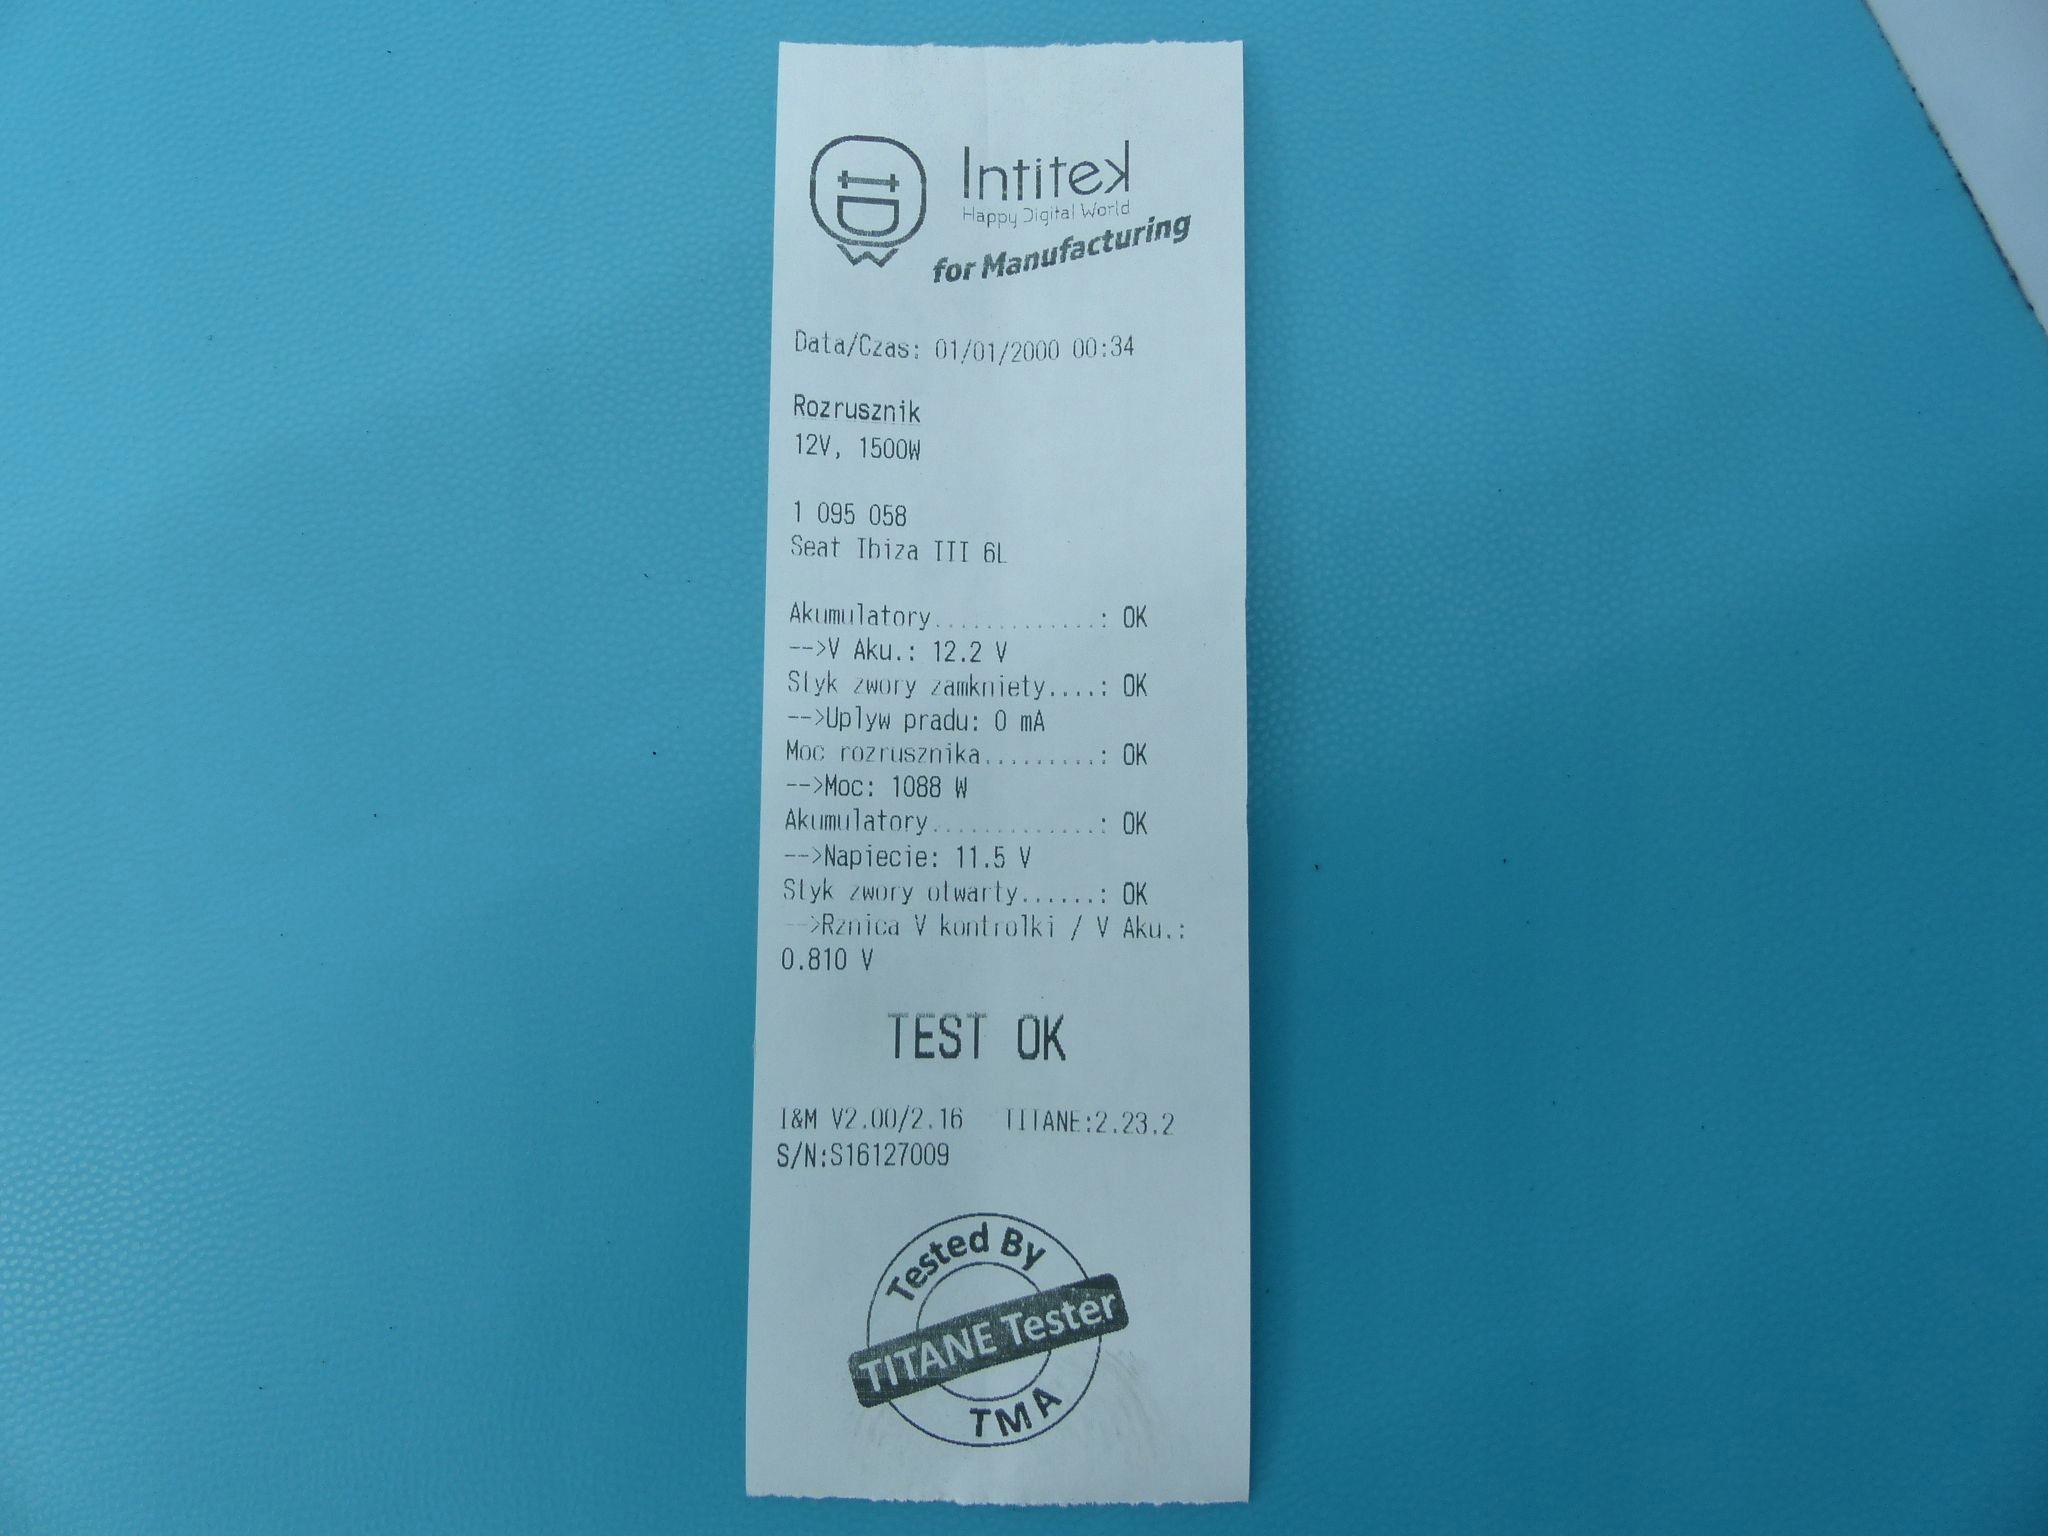 Intitek
Happy Digital World
for Manufacturing
Data/Czas: 01/01/2000 00:34
Rozrusznik
12V, 1500W
1 095 058
Seat Ibiza III 6L
Akumulatory.............: OK
-->V Aku.: 12.2 V
Styk zwory zamkniety....: OK
-->Uplyw pradu: 0 mA
Moc rozrusznika.........: OK
-->Moc: 1088 W
Akumulatory.............: OK
-->Napiecie: 11.5 V
Styk zwory otwarty......: OK
-->Rznica V kontrolki / V Aku.:
0.810 V
TEST OK
I&M V2.00/2.16 TITANE:2.23.2
S/N:S16127009
Tested By
TITANE Tester
TMA